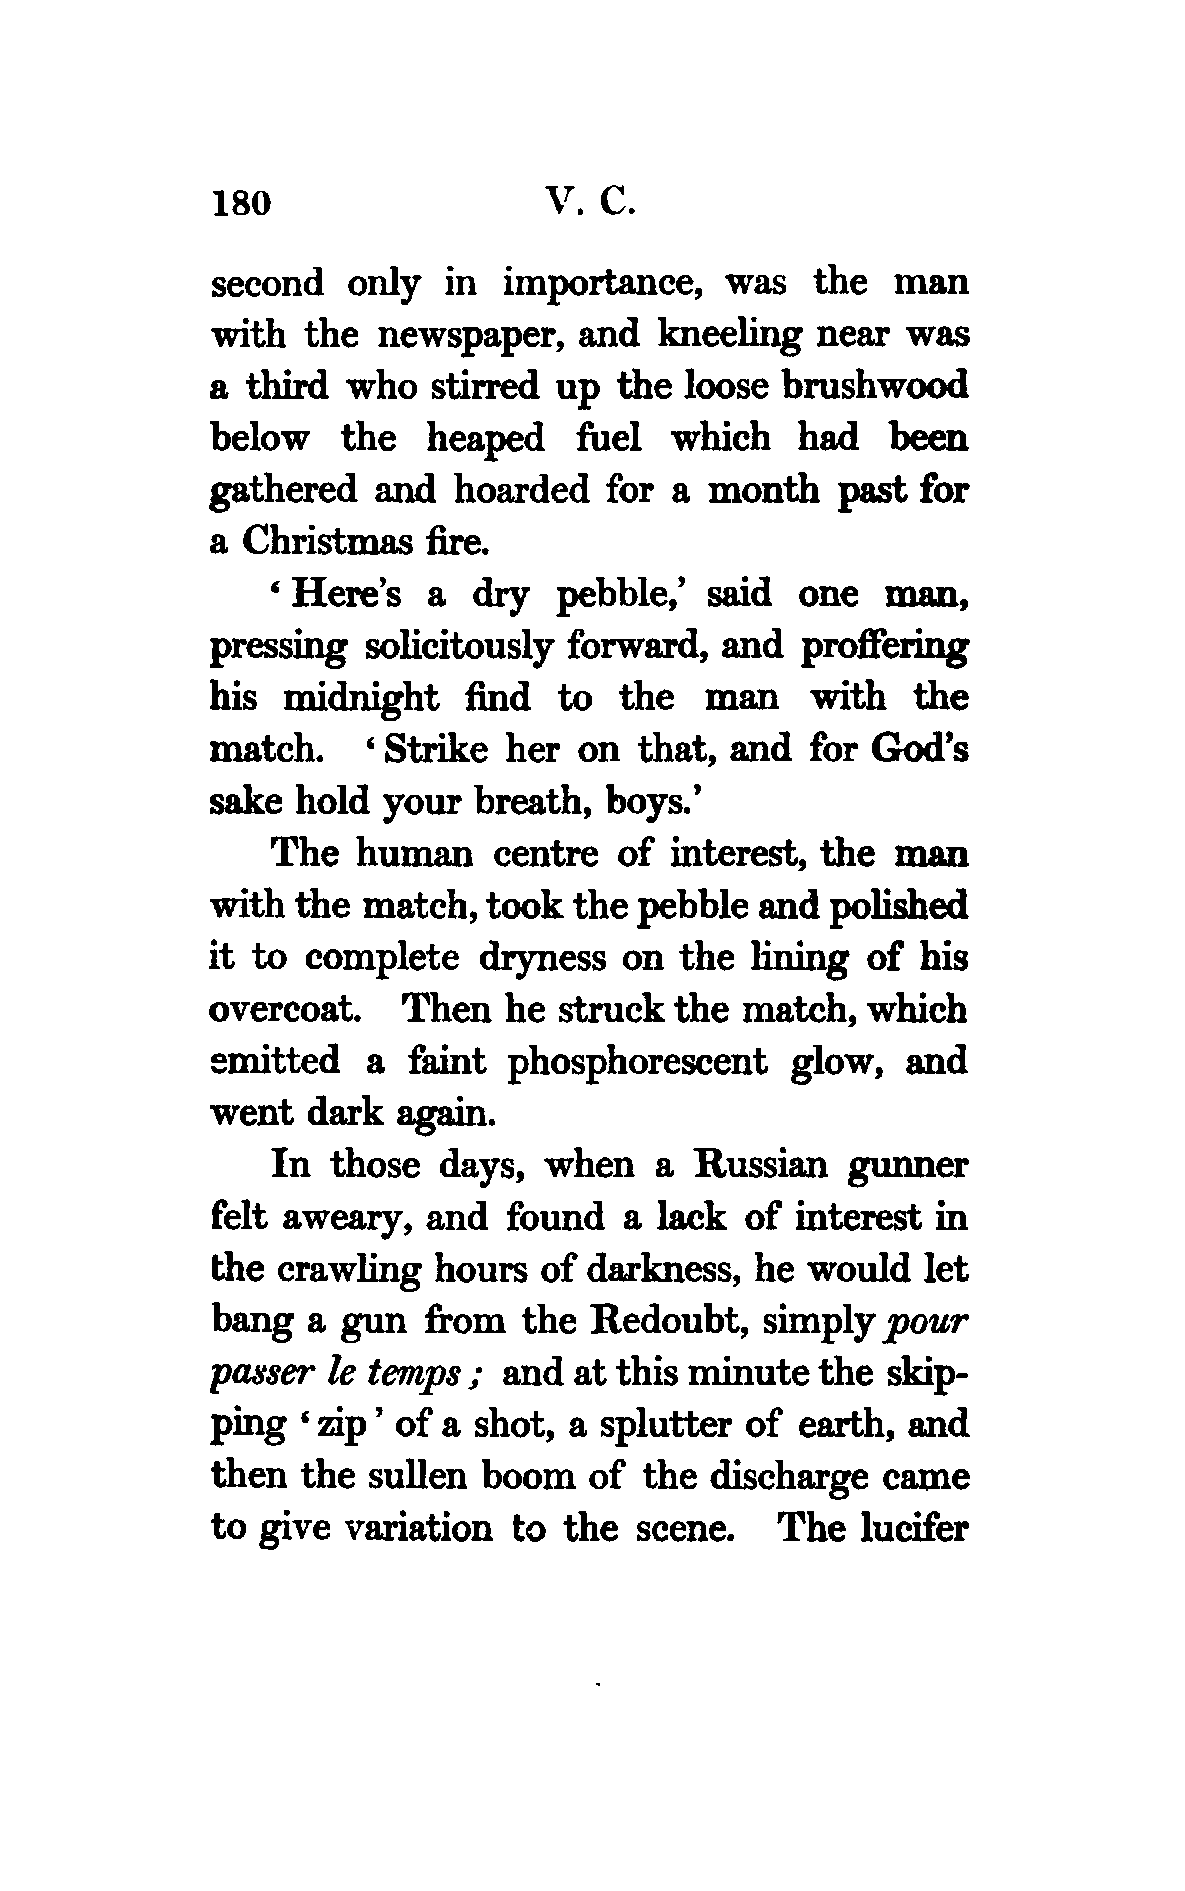 180 V. C.
second only in importance, was the man
with the newspaper, and kneeling near was
a third who stirred up the loose brushwood
below the heaped fuel which had been
gathered and hoarded for a month past for
a Christmas fire.
‘ Here’s a dry pebble,’ said one man,
pressing solicitously forward, and proffering
his midnight find to the man with the
match. ‘ Strike her on that, and for God’s
sake hold your breath, boys.’
The human centre of interest, the man
with the match, took the pebble and polished
it to complete dryness on the lining of his
overcoat. Then he struck the match, which
emitted a faint phosphorescent glow, and
went dark again.
In those days, when a Russian gunner
felt aweary, and found a lack of interest in
the crawling hours of darkness, he would let
bang a gun from the Redoubt, simply pour
passer le temps ; and at this minute the skip-
ping ‘ zip ’ of a shot, a splutter of earth, and
then the sullen boom of the discharge came
to give variation to the scene. The lucifer